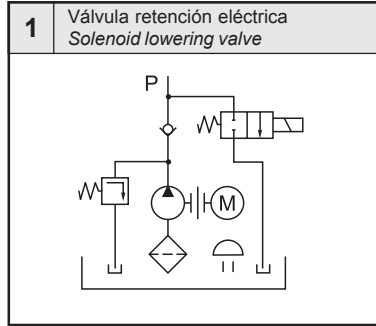 1
Válvula retención eléctrica
Solenoid lowering valve
P
M